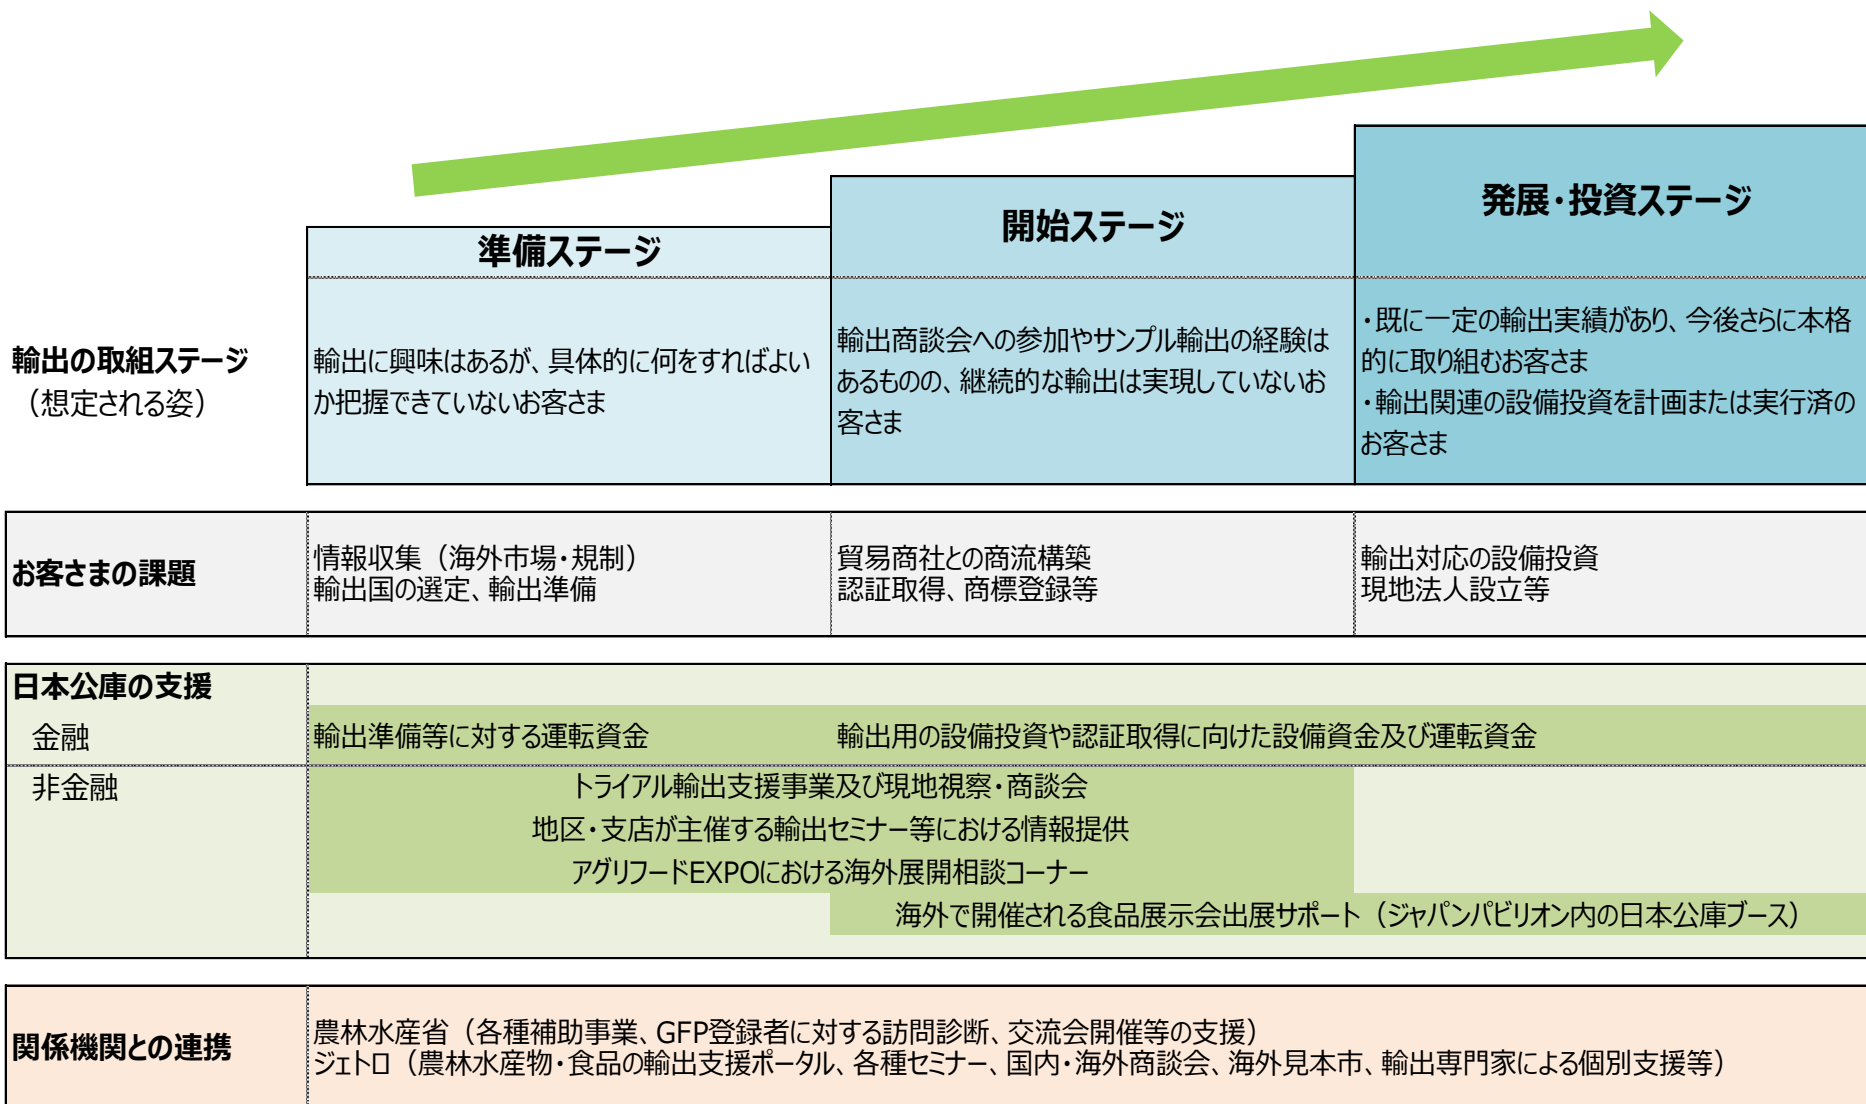 準備ステージ
開始ステージ
発展・投資ステージ
輸出の取組ステージ
（想定される姿）
輸出に興味はあるが、具体的に何をすればよい
か把握できていないお客さま
輸出商談会への参加やサンプル輸出の経験は
あるものの、継続的な輸出は実現していないお
客さま
・既に一定の輸出実績があり、今後さらに本格
的に取り組むお客さま
・輸出関連の設備投資を計画または実行済の
お客さま
お客さまの課題
情報収集（海外市場・規制）
輸出国の選定、輸出準備
貿易商社との商流構築
認証取得、商標登録等
輸出対応の設備投資
現地法人設立等
日本公庫の支援
金融
輸出準備等に対する運転資金
輸出用の設備投資や認証取得に向けた設備資金及び運転資金
非金融
トライアル輸出支援事業及び現地視察・商談会
地区・支店が主催する輸出セミナー等における情報提供
アグリフードEXPOにおける海外展開相談コーナー
海外で開催される食品展示会出展サポート（ジャパンパビリオン内の日本公庫ブース）
関係機関との連携
農林水産省（各種補助事業、GFP登録者に対する訪問診断、交流会開催等の支援）
ジェトロ（農林水産物・食品の輸出支援ポータル、各種セミナー、国内・海外商談会、海外見本市、輸出専門家による個別支援等）